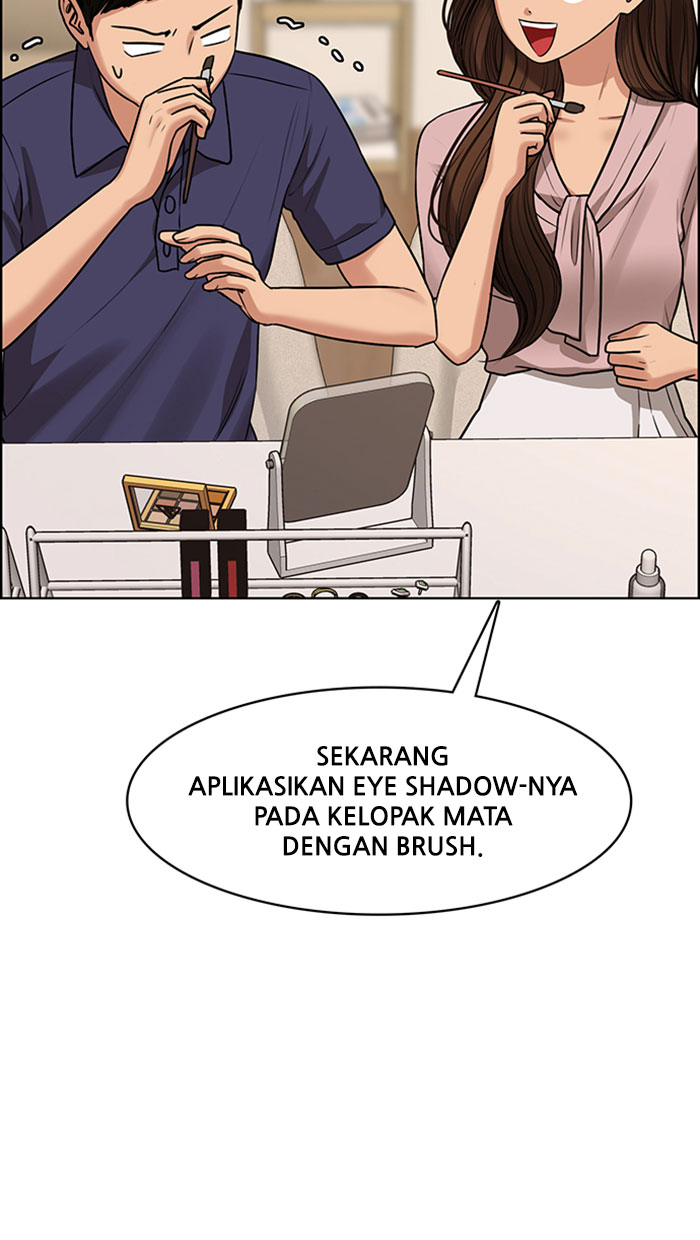 SEKARANG
APLIKASIKAN EYE SHADOW-NYA
PADA KELOPAK MATA
DENGAN BRUSH.